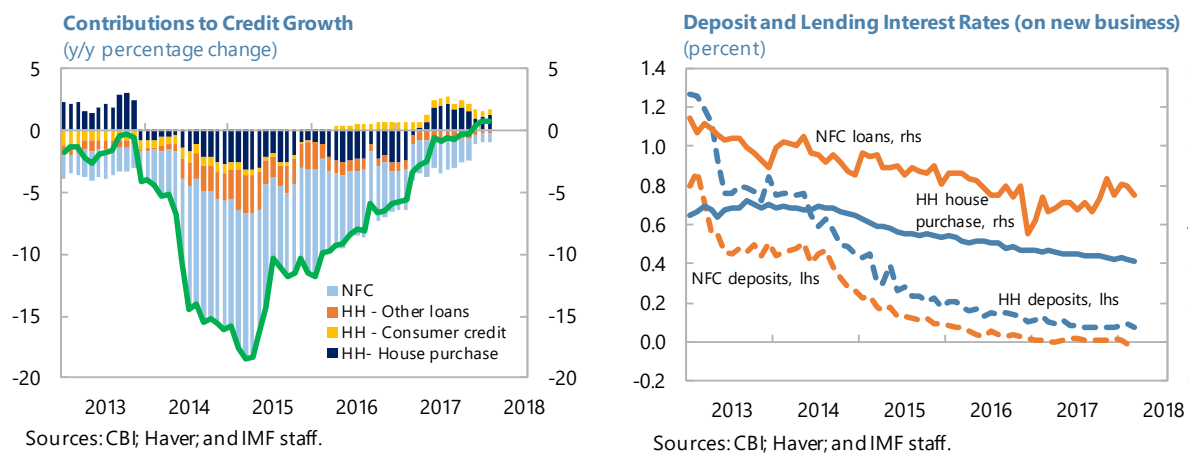 Contributions to Credit Growth
(y/y percentage change)
5
0
-5
-10
-15
-20
5
0
-5
-10
-15
-20
NFC
HH - Other loans
HH - Consumer credit
HH- House purchase
2013 2014 2015 2016 2017 2018
Sources: CBI; Haver; and IMF staff.
Deposit and Lending Interest Rates (on new business)
(percent)
1.4
1.2
1.0
0.8
0.6
0.4
0.2
0.0
-0.2
NFC loans, rhs
HH house
purchase, rhs
NFC deposits, lhs
HH deposits, lhs
2013 2014 2015 2016 2017 2018
Sources: CBI; Haver; and IMF staff.